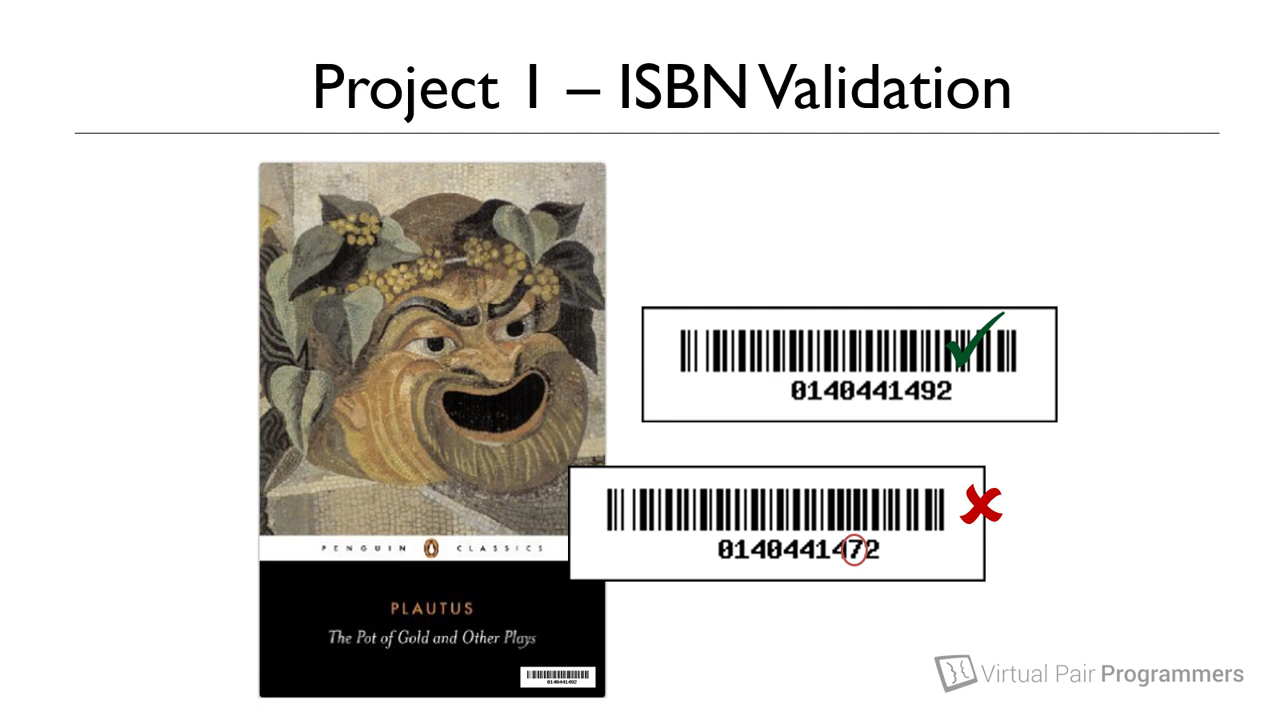 Project 1 – ISBN Validation
0140441492
0140441472
PENGUIN CLASSICS
PLAUTUS
The Pot of Gold and Other Plays
0140441492
Virtual Pair Programmers